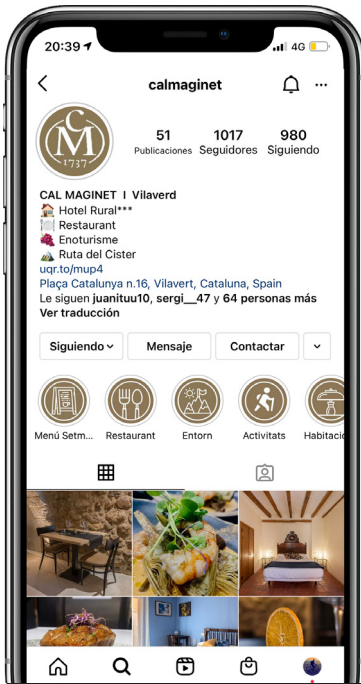 20:39
4G
calmaginet
CM
1737
51 1017 980
Publicaciones Seguidores Siguiendo
CAL MAGINET I Vilaverd
Hotel Rural***
Restaurant
Enoturisme
Ruta del Cister
uqr.to/mup4
Plaça Catalunya n.16, Vilavert, Cataluna, Spain
Le siguen juanituu10, sergi__47 y 64 personas más
Ver traducción
Siguiendo Mensaje Contactar
Menú Setm... Restaurant Entorn Activitats Habitacio